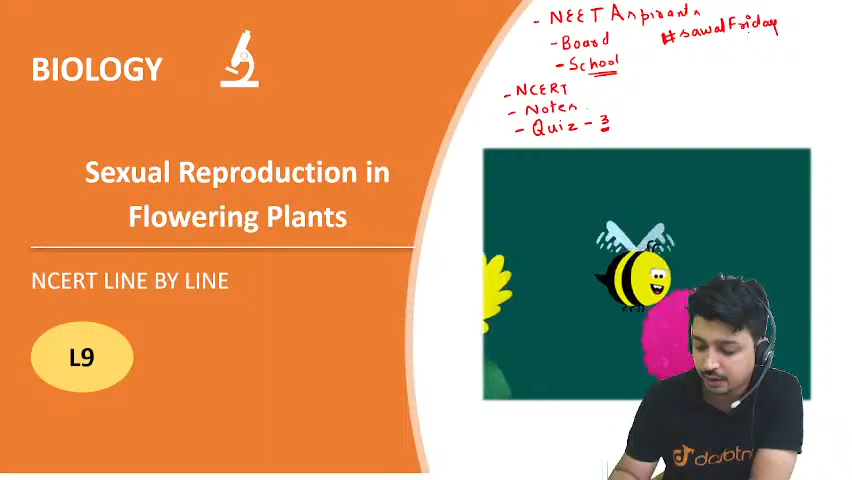 - NEET Aspirants
#sawalFriday
- Board
- School
- NCERT
- Notes
- Quiz - 3
BIOLOGY
Sexual Reproduction in
Flowering Plants
NCERT LINE BY LINE
L9
doubtn